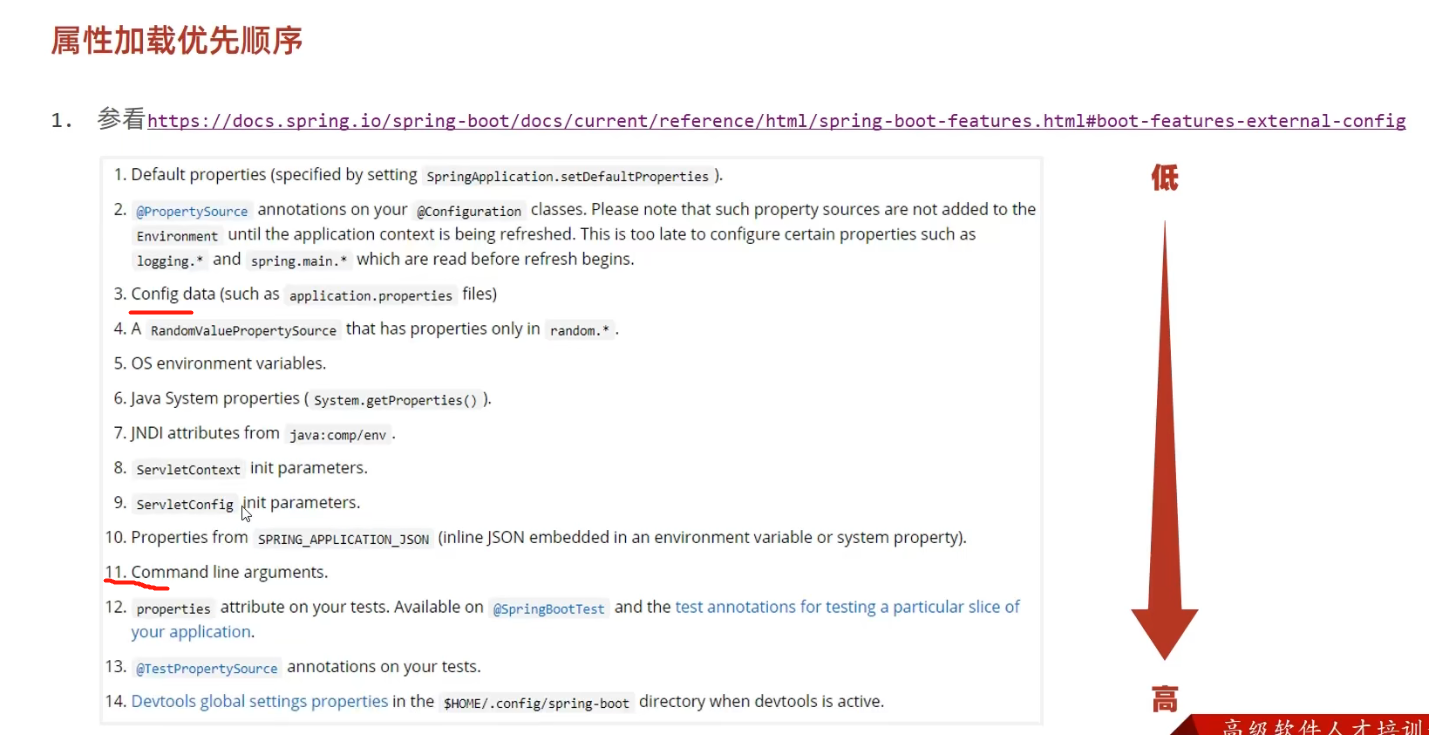 属性加载优先顺序
1. 参看https://docs.spring.io/spring-boot/docs/current/reference/html/spring-boot-features.html#boot-features-external-config
1. Default properties (specified by setting SpringApplication.setDefaultProperties ).
2. @PropertySource annotations on your @Configuration classes. Please note that such property sources are not added to the
Environment until the application context is being refreshed. This is too late to configure certain properties such as
logging.* and spring.main.* which are read before refresh begins.
3. Config data (such as application.properties files)
4. A RandomValuePropertySource that has properties only in random.* .
5. OS environment variables.
6. Java System properties ( System.getProperties() ).
7. JNDI attributes from java:comp/env .
8. ServletContext init parameters.
9. ServletConfig init parameters.
10. Properties from SPRING_APPLICATION_JSON (inline JSON embedded in an environment variable or system property).
11. Command line arguments.
12. properties attribute on your tests. Available on @SpringBootTest and the test annotations for testing a particular slice of
your application.
13. @TestPropertySource annotations on your tests.
14. Devtools global settings properties in the $HOME/.config/spring-boot directory when devtools is active.
低
高
高级软件人才培训